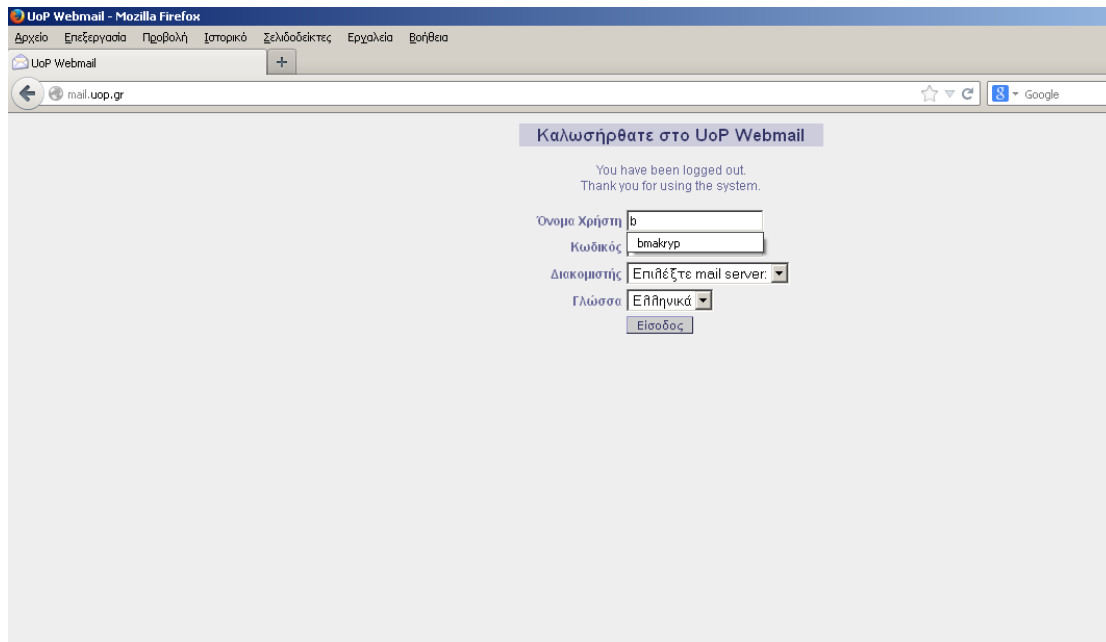 UoP Webmail - Mozilla Firefox
Αρχείο Επεξεργασία Προβολή Ιστορικό Σελιδοδείκτες Εργαλεία Βοήθεια
UoP Webmail +
mail.uop.gr 8 Google
Καλωσήρθατε στο UoP Webmail
You have been logged out.
Thank you for using the system.
Όνομα Χρήστη b
bmakryp
Κωδικός
Διακομιστής Επιλέξτε mail server:
Γλώσσα Ελληνικά
Είσοδος